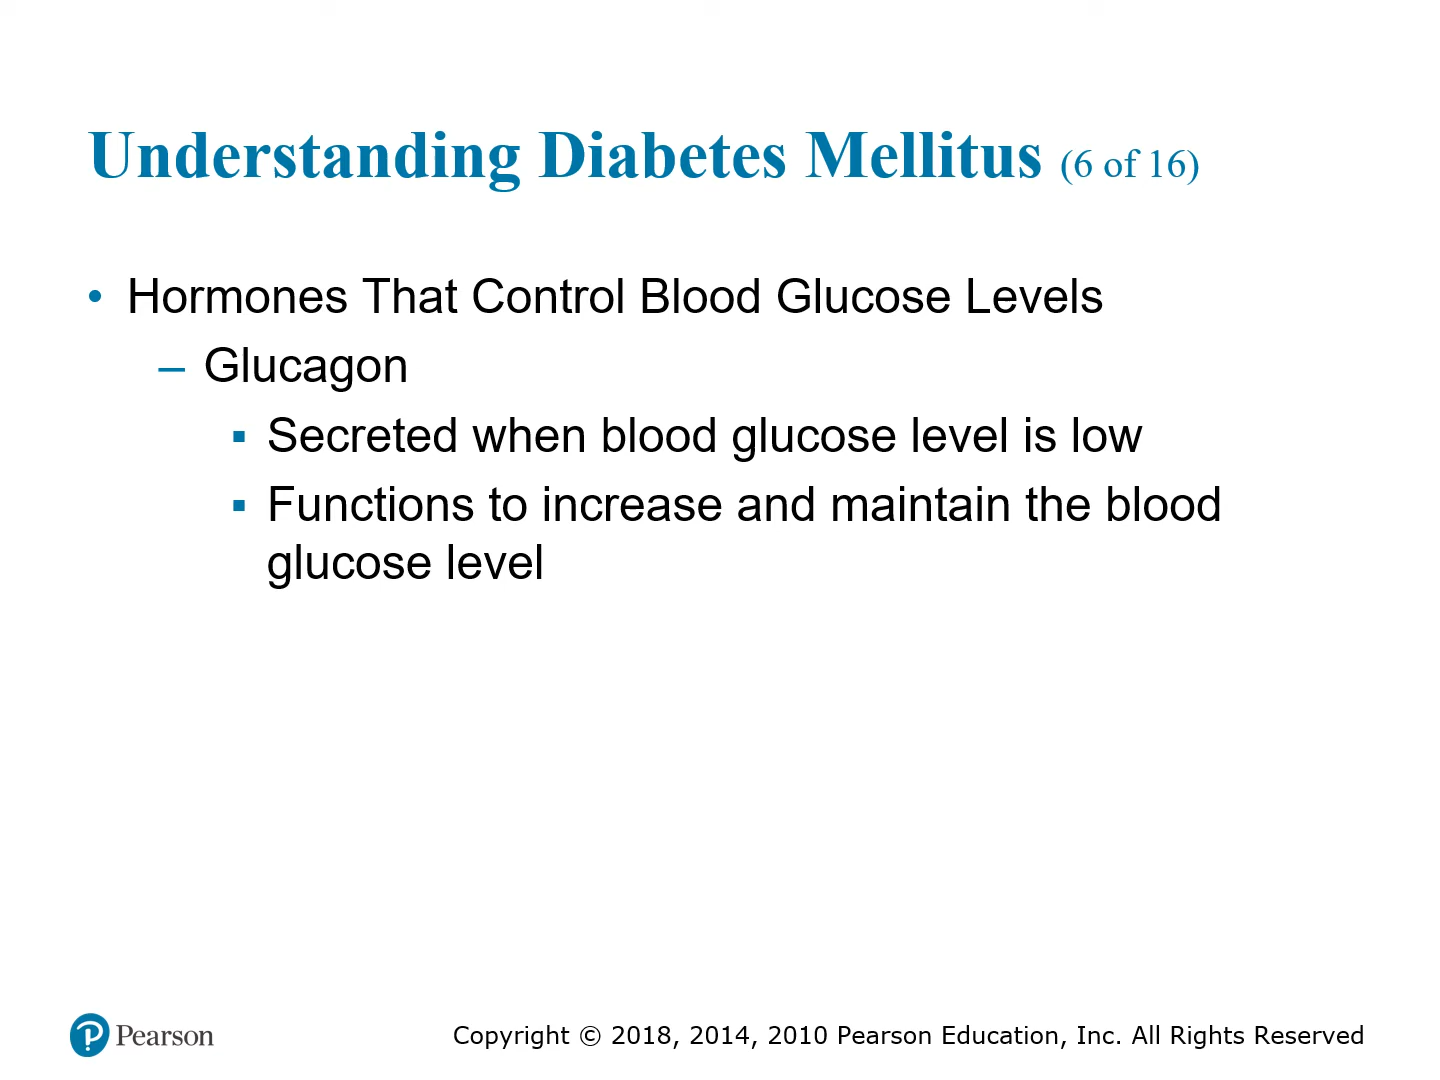 Understanding Diabetes Mellitus (6 of 16)
• Hormones That Control Blood Glucose Levels
– Glucagon
▪ Secreted when blood glucose level is low
▪ Functions to increase and maintain the blood
glucose level
Pearson
Copyright © 2018, 2014, 2010 Pearson Education, Inc. All Rights Reserved